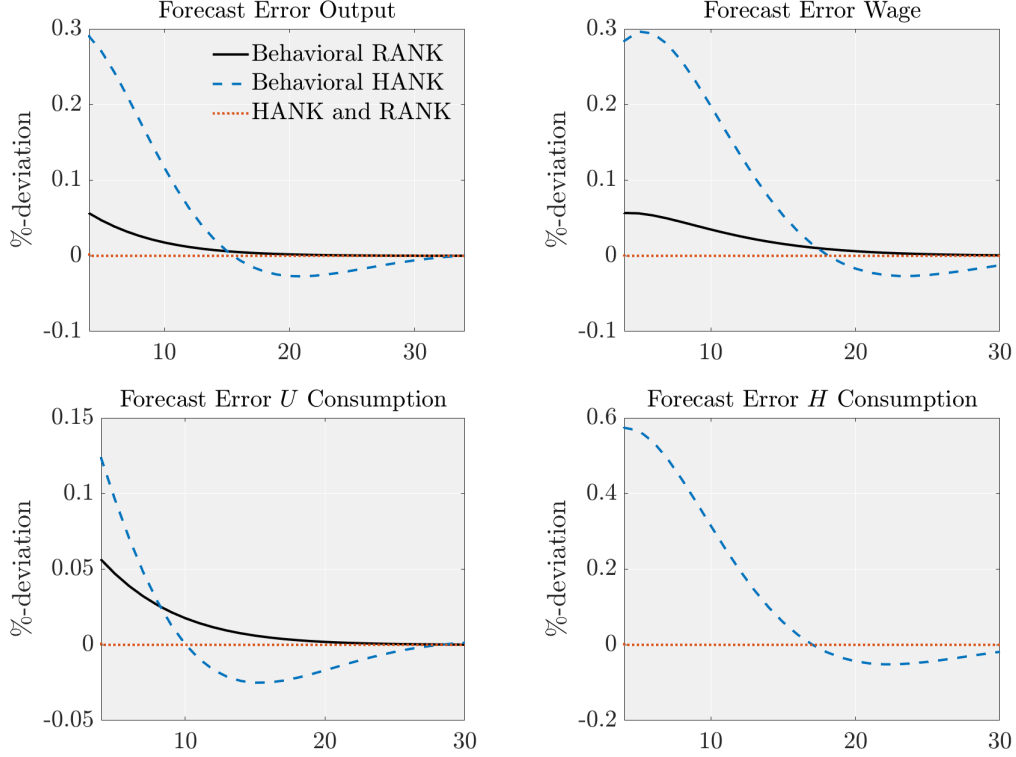 Forecast Error Output
%-deviation
0.3
0.2
0.1
0
-0.1
10
20
30
Behavioral RANK
Behavioral HANK
HANK and RANK
Forecast Error Wage
%-deviation
0.3
0.2
0.1
0
-0.1
10
20
30
Forecast Error U Consumption
%-deviation
0.15
0.1
0.05
0
-0.05
10
20
30
Forecast Error H Consumption
%-deviation
0.6
0.4
0.2
0
-0.2
10
20
30